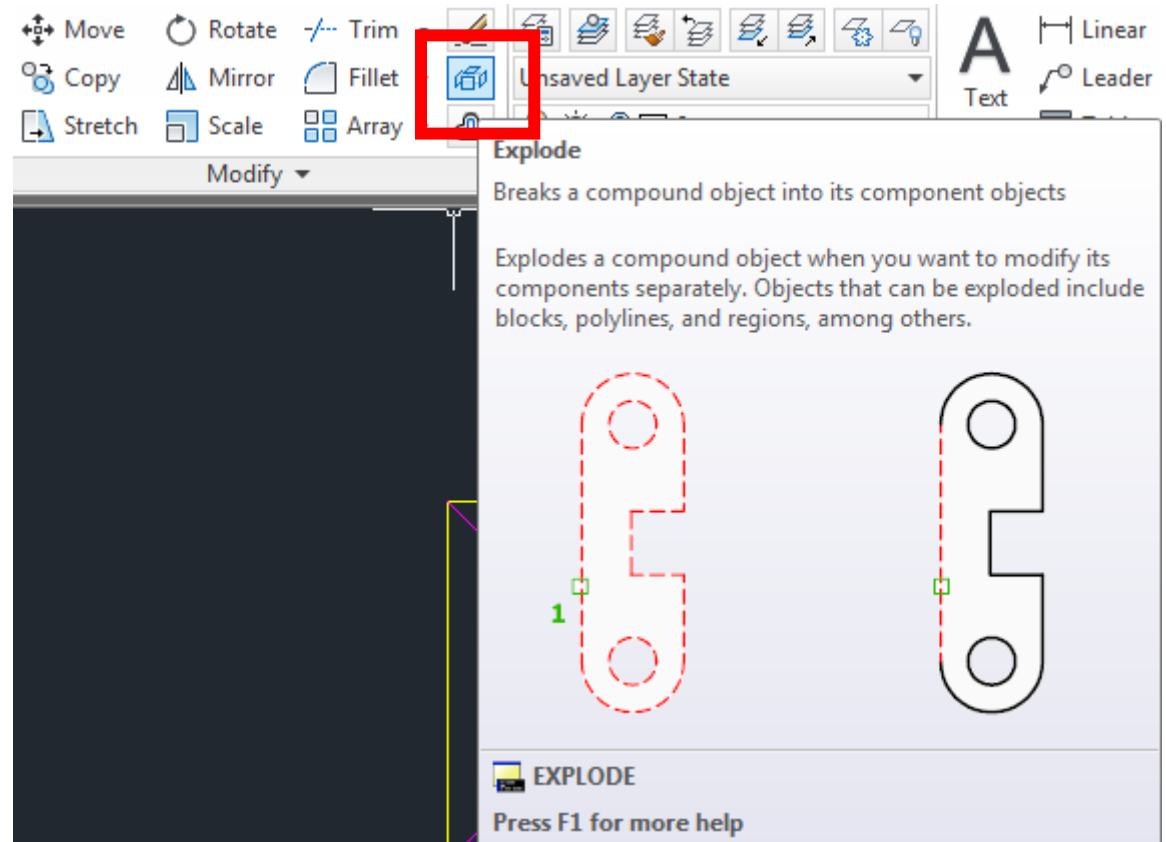 Move Rotate Trim
Copy Mirror Fillet
Stretch Scale Array
Modify
Unsaved Layer State
Text
Linear
Leader
Explode
Breaks a compound object into its component objects
Explodes a compound object when you want to modify its
components separately. Objects that can be exploded include
blocks, polylines, and regions, among others.
1
EXPLODE
Press F1 for more help